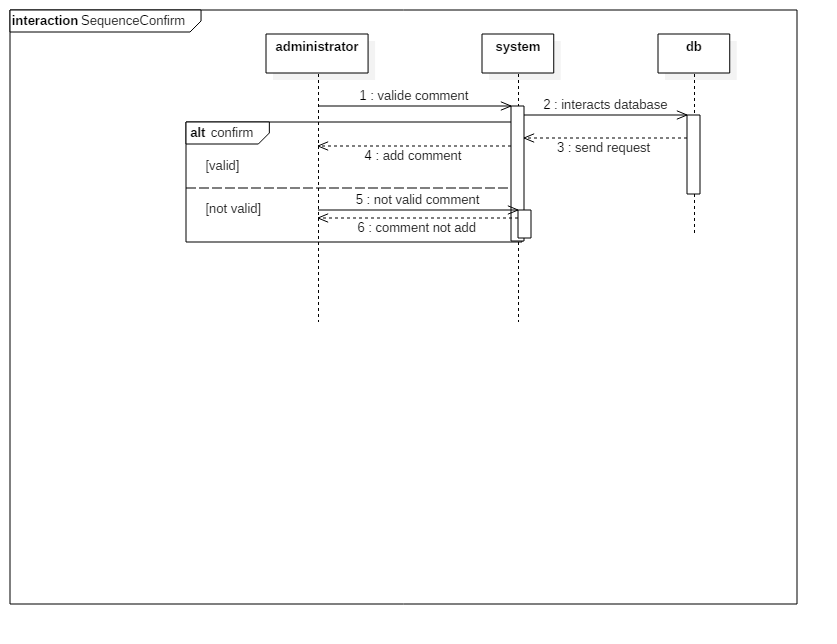 interaction SequenceConfirm
administrator
system
db
1 : valide comment
2 : interacts database
alt confirm
3 : send request
4 : add comment
[valid]
5 : not valid comment
[not valid]
6 : comment not add